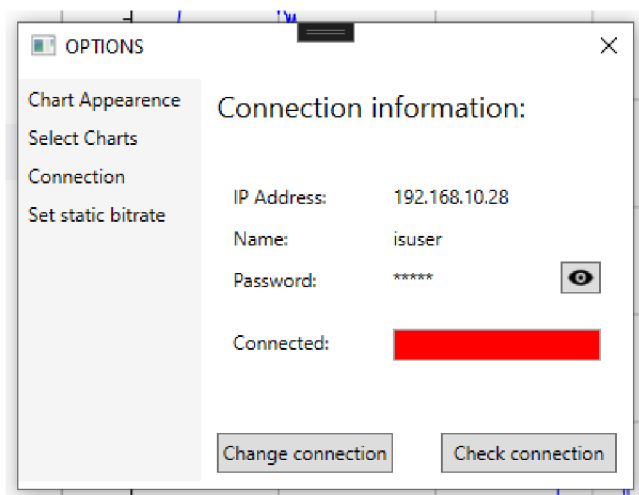 OPTIONS
Chart Appearence
Select Charts
Connection
Set static bitrate
Connection information:
IP Address: 192.168.10.28
Name: isuser
Password: *****
Connected:
Change connection
Check connection